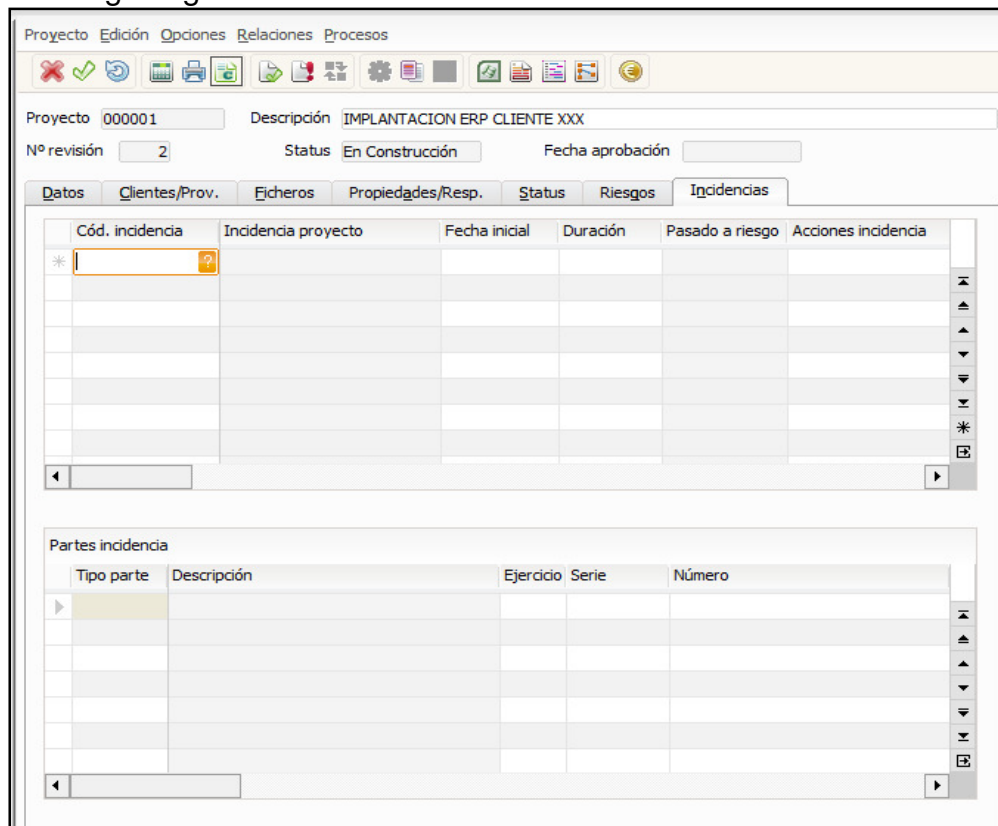 Proyecto Edición Opciones Relaciones Procesos
Proyecto 000001 Descripción IMPLANTACION ERP CLIENTE XXX
Nº revisión 2 Status En Construcción Fecha aprobación
Datos Clientes/Prov. Ficheros Propiedades/Resp. Status Riesgos Incidencias
Cód. incidencia Incidencia proyecto Fecha inicial Duración Pasado a riesgo Acciones incidencia
?
Partes incidencia
Tipo parte Descripción Ejercicio Serie Número